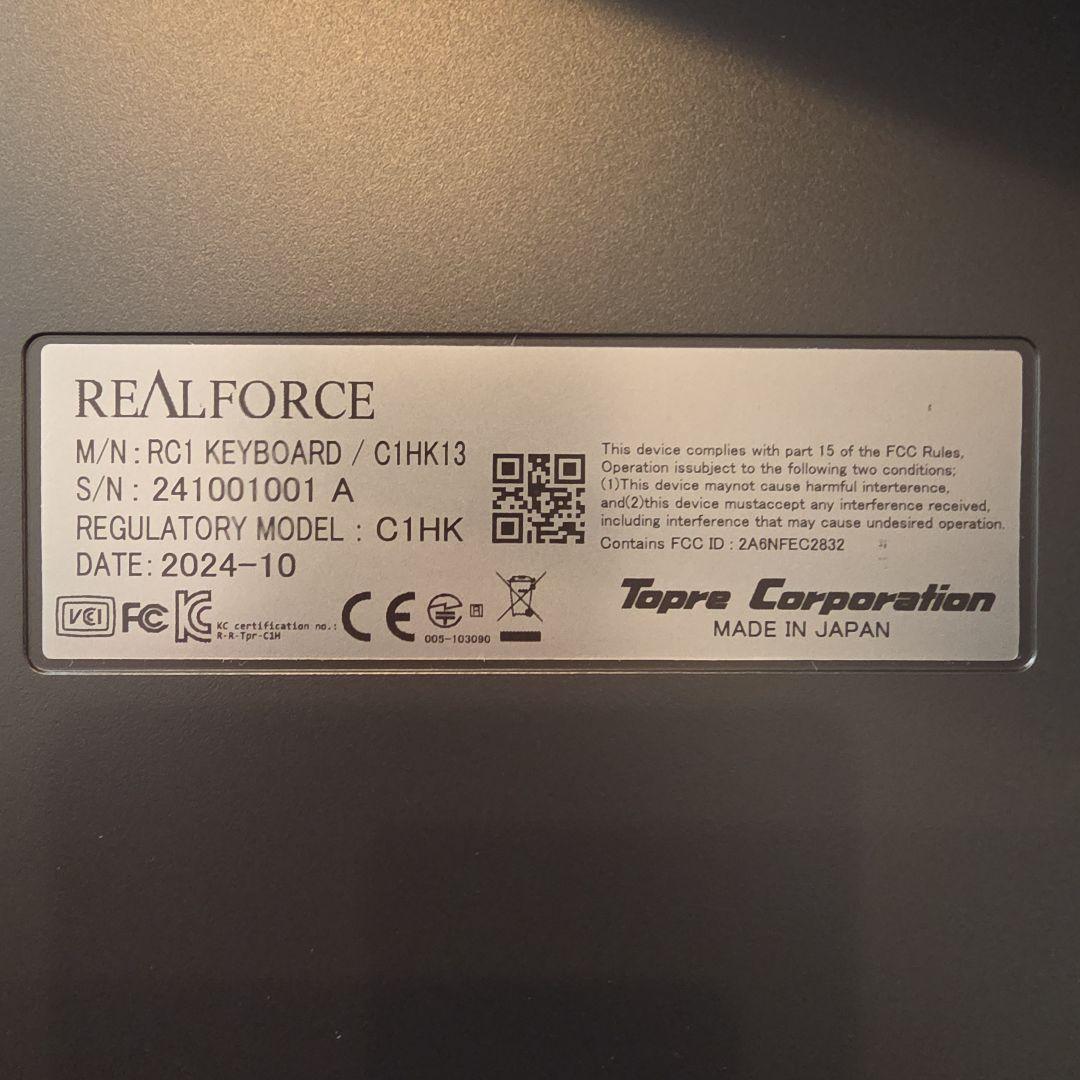 REALFORCE
M/N : RC1 KEYBOARD / C1HK13
S/N : 241001001 A
REGULATORY MODEL : C1HK
DATE : 2024-10
This device complies with part 15 of the FCC Rules,
Operation issubject to the following two conditions;
(1)This device maynot cause harmful interterence,
and(2)this device mustaccept any interference received,
including interference that may cause undesired operation.
Contains FCC ID : 2A6NFEC2832
VCI FC KC
KC certification no.:
R-R-Tpr-C1H
CE
R
005-103090
Topre Corporation
MADE IN JAPAN